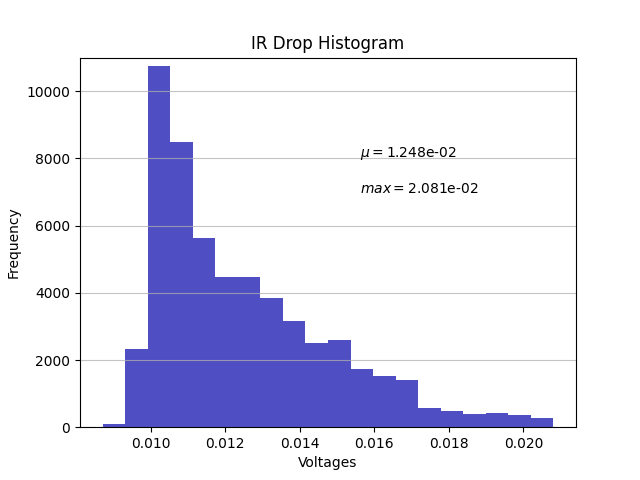 IR Drop Histogram
10000
8000
6000
4000
2000
0
Frequency
μ = 1.248e-02
max = 2.081e-02
0.010 0.012 0.014 0.016 0.018 0.020
Voltages